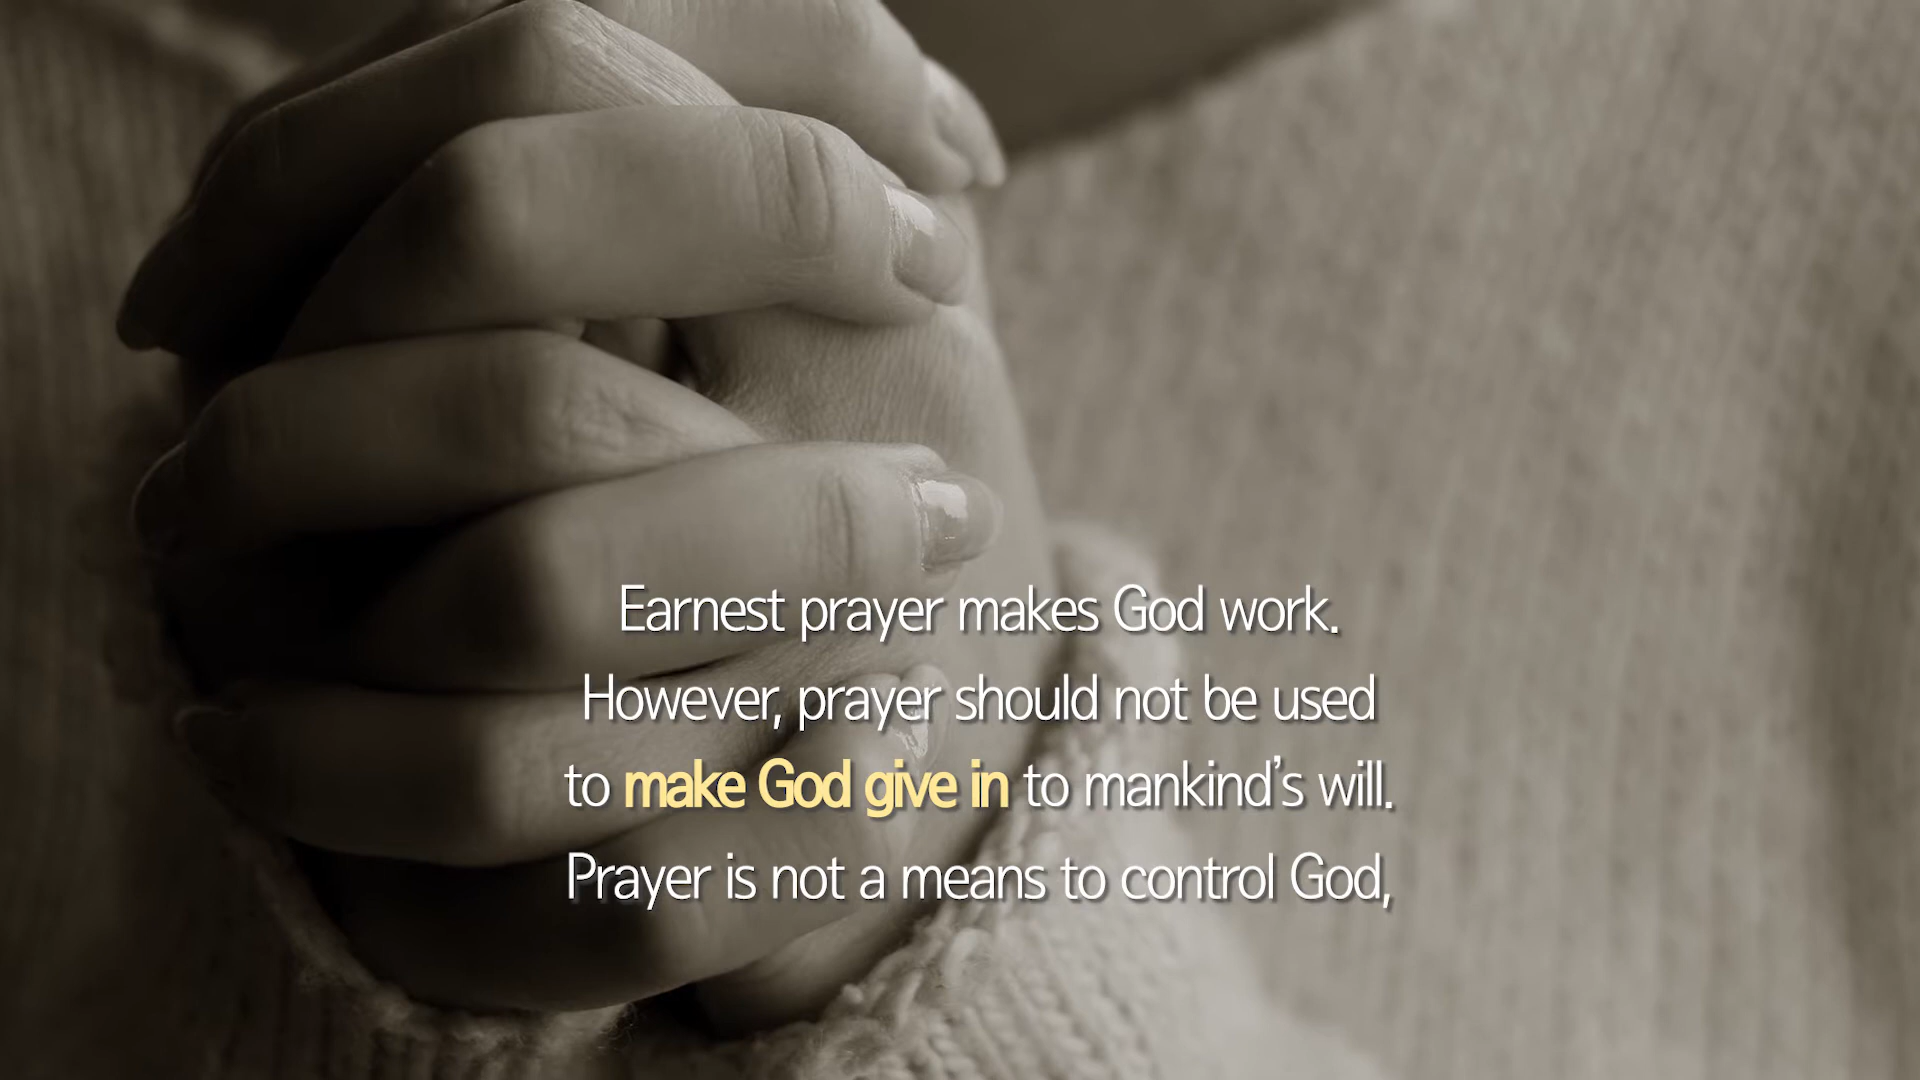 Earnest prayer makes God work.
However, prayer should not be used
to make God give in to mankind's will.
Prayer is not a means to control God,